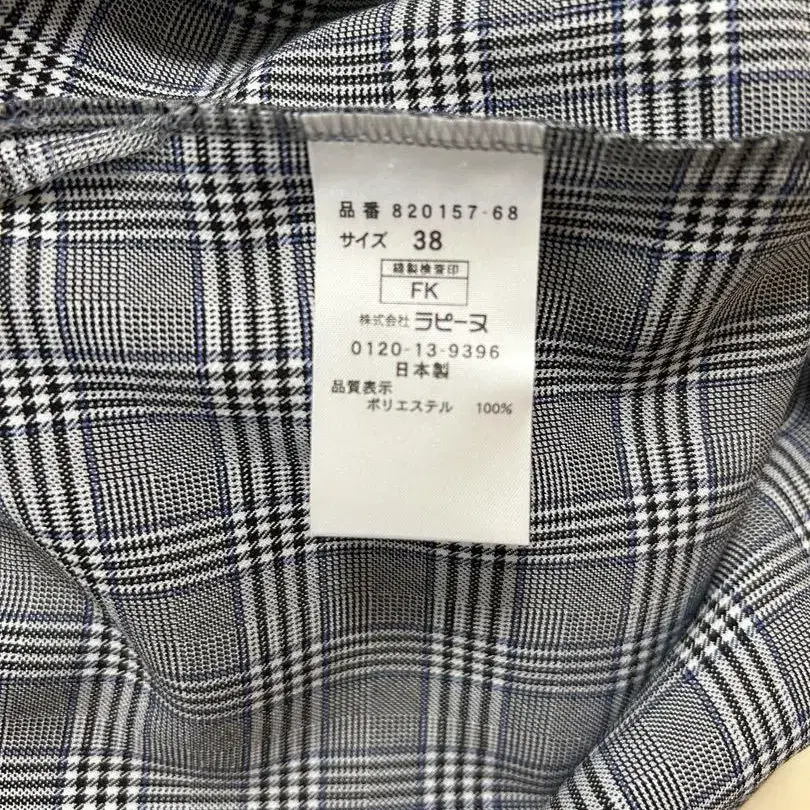 品番 820157-68
サイズ 38
縫製検査印
FK
株式会社 ラピーヌ
0120-13-9396
日本製
品質表示
ポリエステル 100%